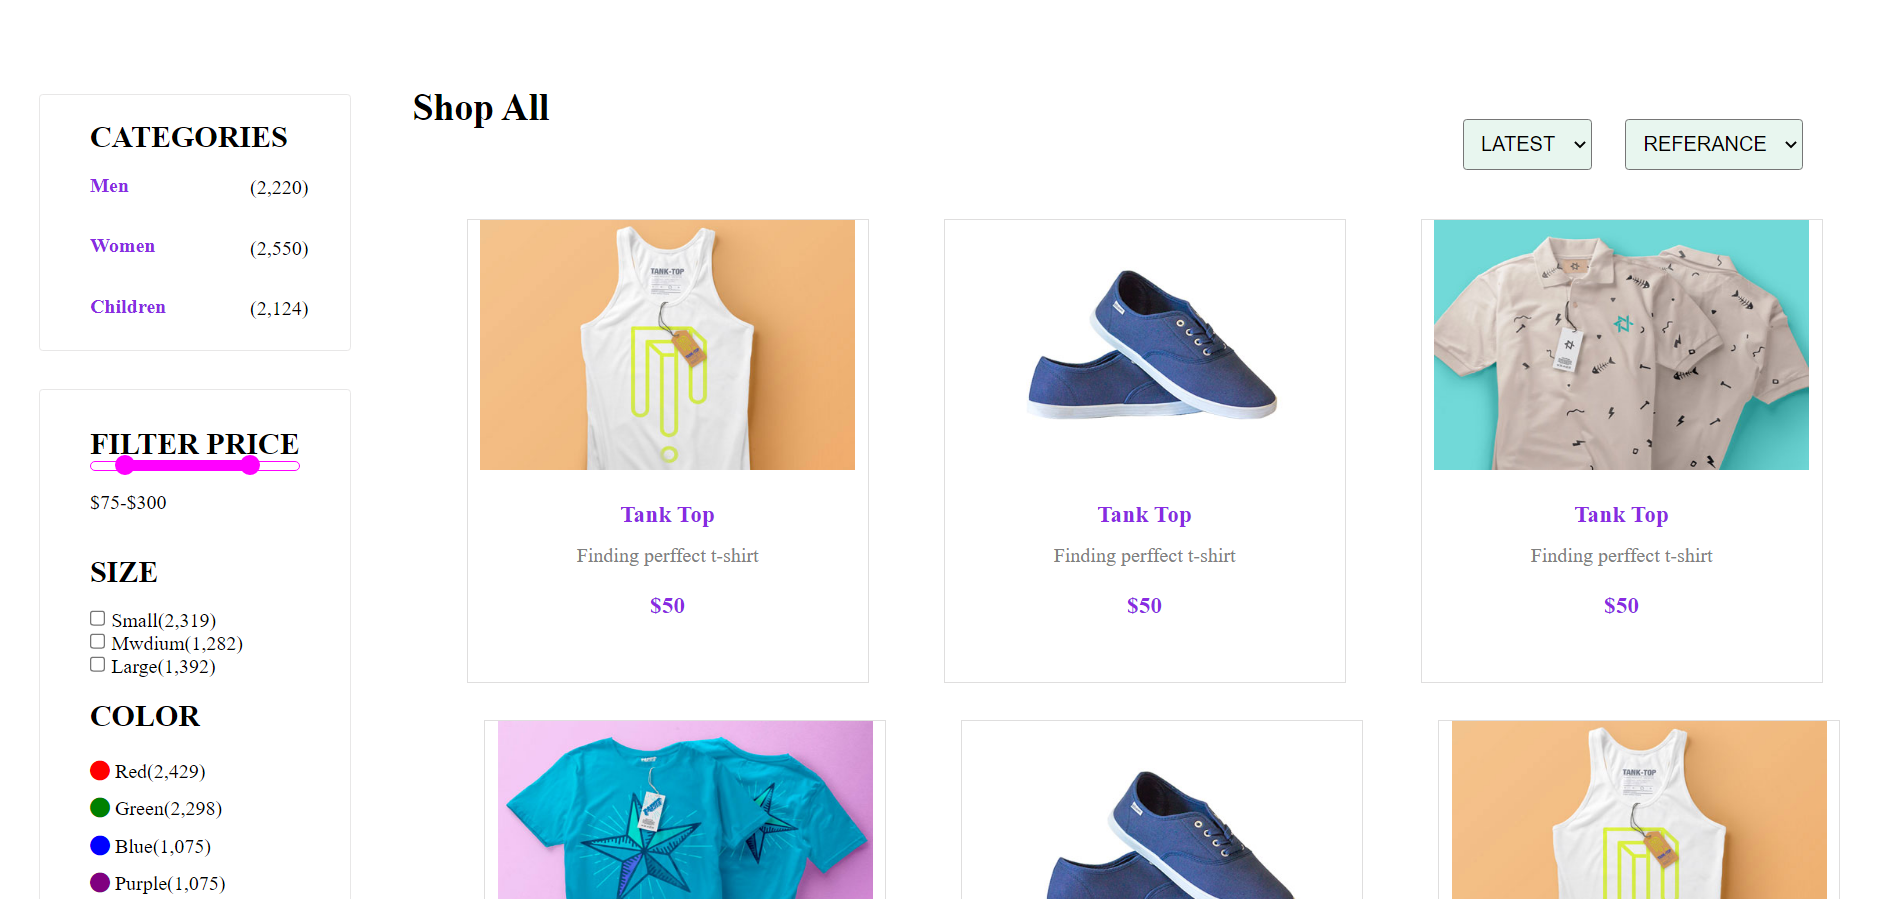 Shop All
LATEST
REFERANCE
CATEGORIES
Men (2,220)
Women (2,550)
Children (2,124)
FILTER PRICE
$75-$300
SIZE
Small(2,319)
Mwdium(1,282)
Large(1,392)
COLOR
Red(2,429)
Green(2,298)
Blue(1,075)
Purple(1,075)
TANK-TOP
Tank Top
Finding perffect t-shirt
$50
Tank Top
Finding perffect t-shirt
$50
Tank Top
Finding perffect t-shirt
$50
TANK-TOP